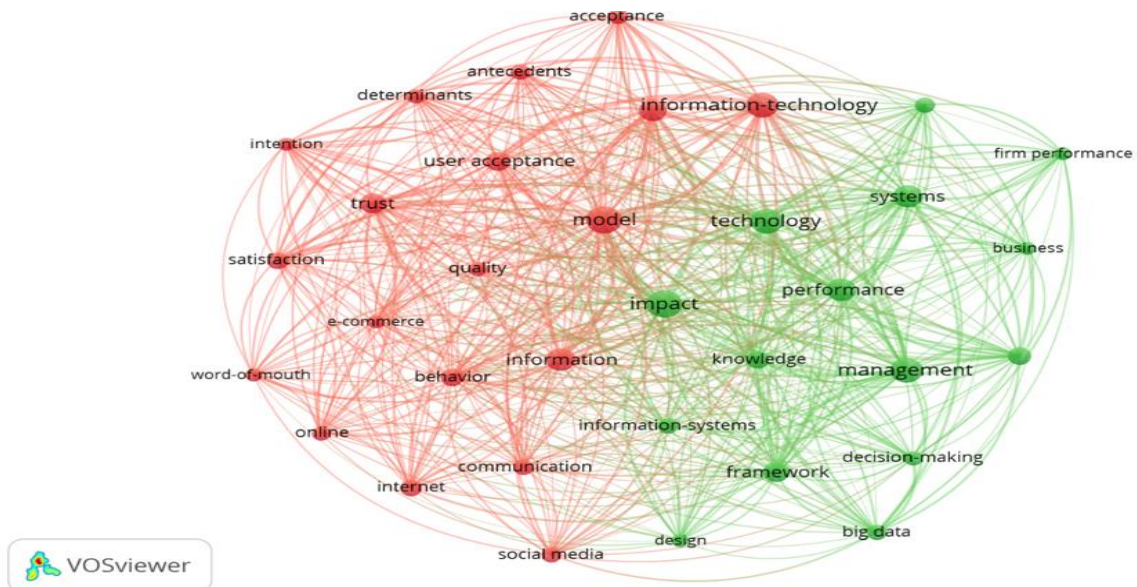 acceptance
antecedents
determinants
information-technology
intention
user acceptance
firm performance
trust
systems
model
technology
satisfaction
quality
business
performance
impact
e-commerce
information
knowledge
word-of-mouth
behavior
management
online
information-systems
communication
framework
decision-making
internet
big data
social media
design
VOSviewer